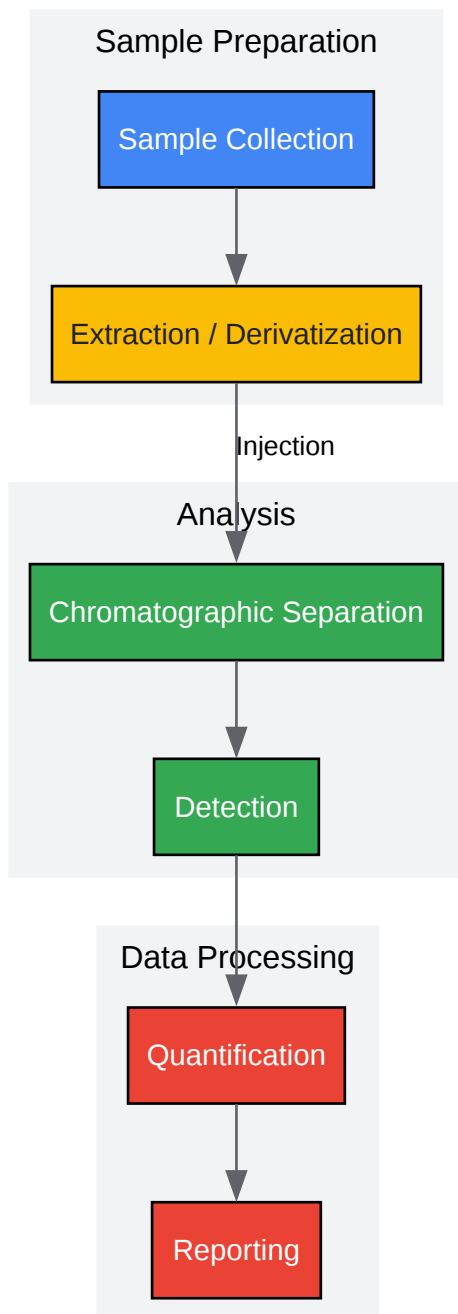 Sample Preparation
Sample Collection
Extraction / Derivatization
Injection
Analysis
Chromatographic Separation
Detection
Data Processing
Quantification
Reporting